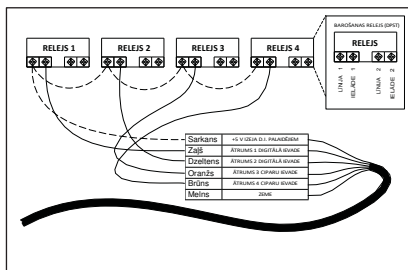 RELEJS 1
RELEJS 2
RELEJS 3
RELEJS 4
BAROŠANAS RELEJS (DPST)
RELEJS
LĪNIJA 1
IELĀDE 1
LĪNIJA 2
IELĀDE 2
Sarkans +5 V IZEJA D.I. PALAIDĒJIEM
Zaļš ĀTRUMS 1 DIGITĀLĀ IEVADE
Dzeltens ĀTRUMS 2 DIGITĀLĀ IEVADE
Oranžs ĀTRUMS 3 CIPARU IEVADE
Brūns ĀTRUMS 4 CIPARU IEVADE
Melns ZEME